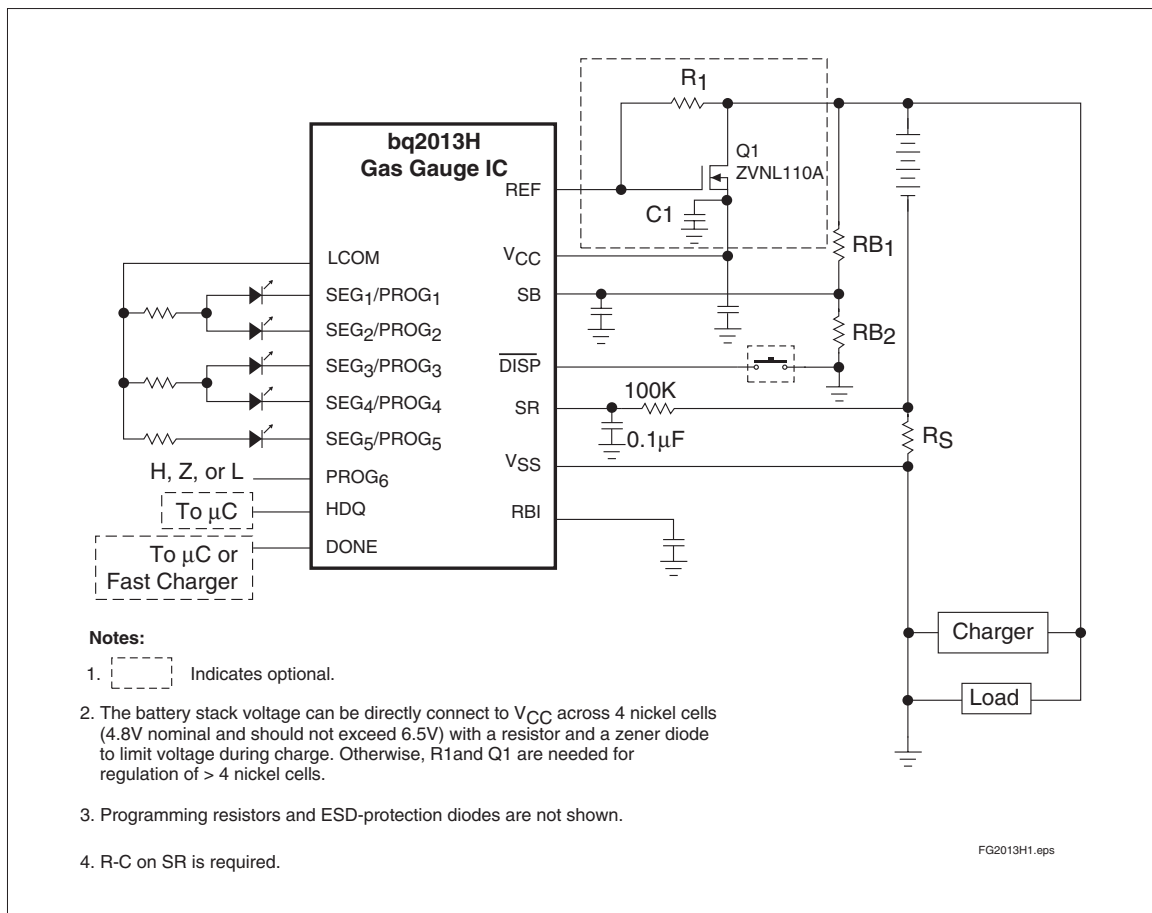 bq2013H
Gas Gauge IC
R1
Q1
ZVNL110A
C1
REF
VCC
SB
DISP
SR
VSS
RBI
LCOM
SEG1/PROG1
SEG2/PROG2
SEG3/PROG3
SEG4/PROG4
SEG5/PROG5
PROG6
HDQ
DONE
H, Z, or L
To μC
To μC or
Fast Charger
RB1
RB2
100K
0.1μF
RS
Charger
Load
Notes:
1. Indicates optional.
2. The battery stack voltage can be directly connect to VCC across 4 nickel cells
(4.8V nominal and should not exceed 6.5V) with a resistor and a zener diode
to limit voltage during charge. Otherwise, R1and Q1 are needed for
regulation of > 4 nickel cells.
3. Programming resistors and ESD-protection diodes are not shown.
4. R-C on SR is required.
FG2013H1.eps